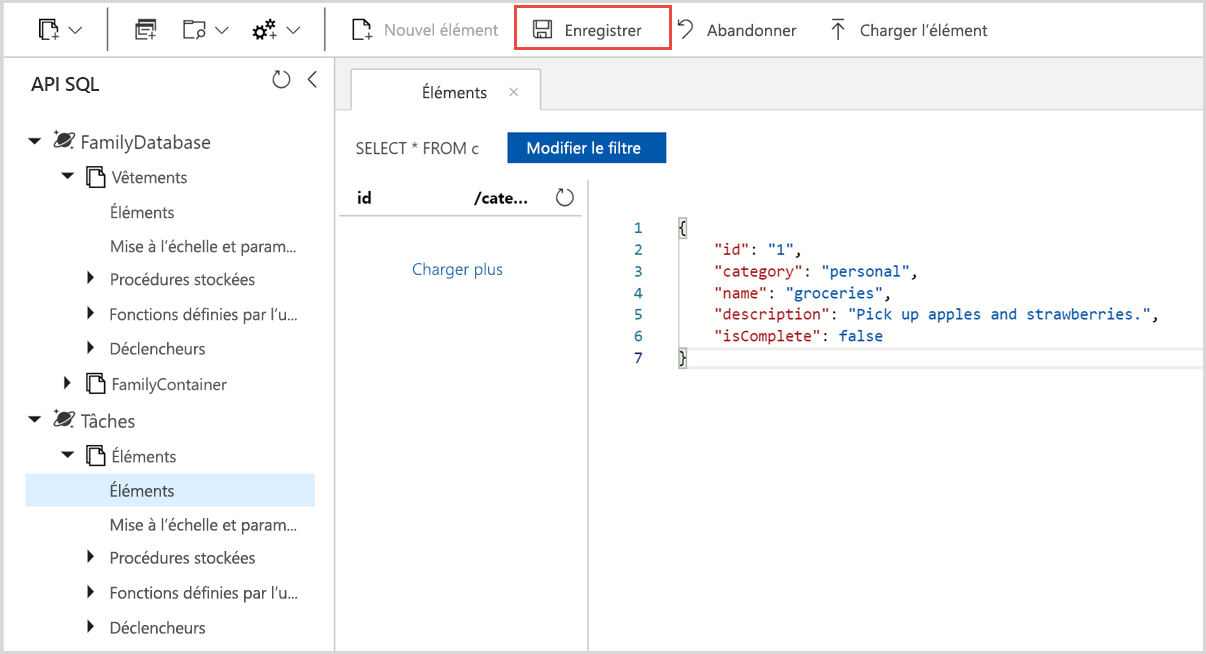 Nouvel élément Enregistrer Abandonner Charger l'élément
API SQL
FamilyDatabase
Vêtements
Éléments
Mise à l'échelle et param...
Procédures stockées
Fonctions définies par l'u...
Déclencheurs
FamilyContainer
Tâches
Éléments
Éléments
Mise à l'échelle et param...
Procédures stockées
Fonctions définies par l'u...
Déclencheurs
Éléments ×
SELECT * FROM c Modifier le filtre
id /cate...
Charger plus
1 {
2 "id": "1",
3 "category": "personal",
4 "name": "groceries",
5 "description": "Pick up apples and strawberries.",
6 "isComplete": false
7 }